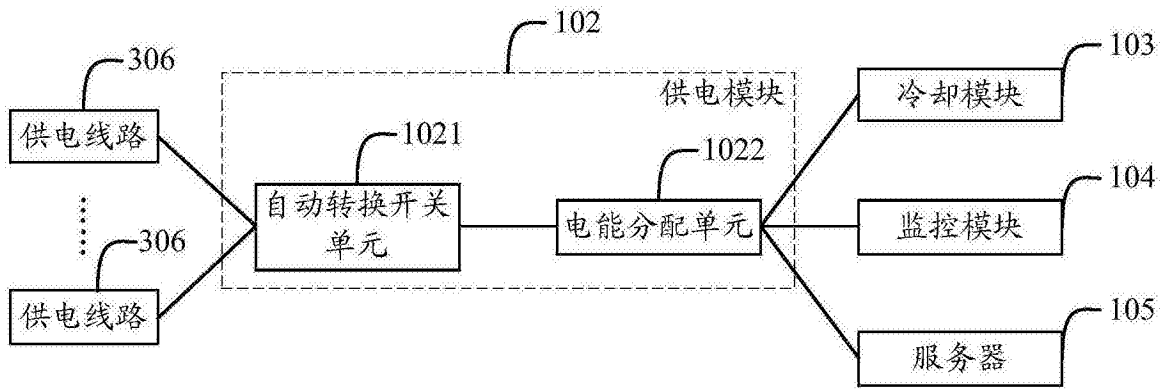 102
103
306
供电模块
冷却模块
供电线路
1021
1022
104
自动转换开关
单元
电能分配单元
监控模块
……
306
供电线路
105
服务器